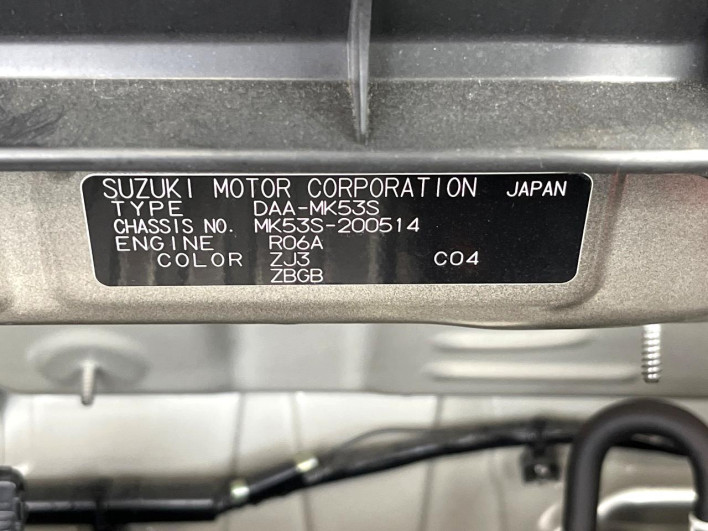 SUZUKI MOTOR CORPORATION JAPAN
TYPE DAA-MK53S
CHASSIS NO. MK53S-200514
ENGINE R06A
COLOR ZJ3 C04
ZBGB